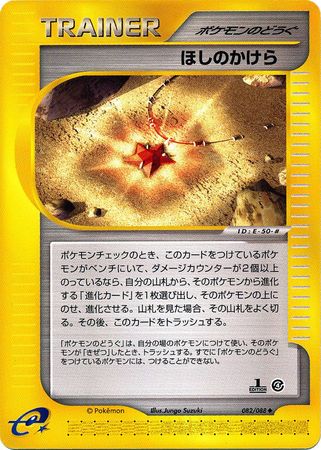 TRAINER
ポケモンのどうぐ
ほしのかけら
ID:E-50-#
ポケモンチェックのとき、このカードをつけているポケ
モンがベンチにいて、ダメージカウンターが2個以上の
っているなら、自分の山札から、そのポケモンから進化
する「進化カード」を1枚選び出し、そのポケモンの上にの
せ、進化させる。山札を見た場合、その山札をよく切
る。その後、このカードをトラッシュする。
「ポケモンのどうぐ」は、自分の場のポケモンにつけて使い、そのポケモ
ンが「きぜつ」したとき、トラッシュする。すでに「ポケモンのどうぐ」を
つけているポケモンには、つけることができない。
1
EDITION
e
©Pokémon
Illus.Jungo Suzuki
082/088◆